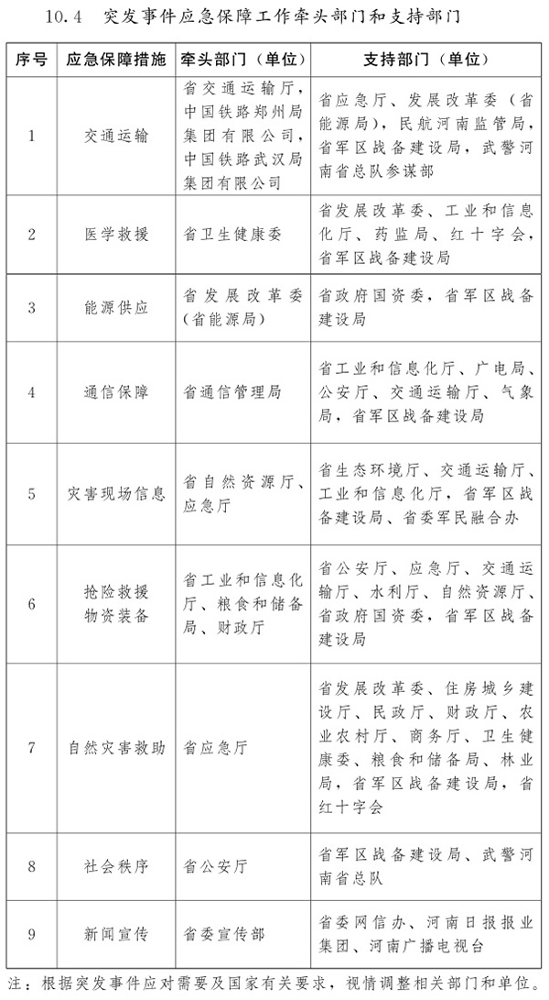 10.4 突发事件应急保障工作牵头部门和支持部门
序号 应急保障措施 牵头部门（单位） 支持部门（单位）
1
交通运输
省交通运输厅，
中国铁路郑州局
集团有限公司，
中国铁路武汉局
集团有限公司
省应急厅、发展改革委（省
能源局），民航河南监管局，
省军区战备建设局，武警河
南省总队参谋部
2
医学救援
省卫生健康委
省发展改革委、工业和信息
化厅、药监局、红十字会，
省军区战备建设局
3
能源供应
省发展改革委
（省能源局）
省政府国资委，省军区战备
建设局
4
通信保障
省通信管理局
省工业和信息化厅、广电局、
公安厅、交通运输厅、气象
局，省军区战备建设局
5
灾害现场信息
省自然资源厅、
应急厅
省生态环境厅、交通运输厅、
工业和信息化厅，省军区战
备建设局、省委军民融合办
6
抢险救援
物资装备
省工业和信息化
厅、粮食和储备
局、财政厅
省公安厅、应急厅、交通运
输厅、水利厅、自然资源厅、
省政府国资委，省军区战备
建设局
7
自然灾害救助
省应急厅
省发展改革委、住房城乡建
设厅、民政厅、财政厅、农
业农村厅、商务厅、卫生健
康委、粮食和储备局、林业
局，省军区战备建设局，省
红十字会
8
社会秩序
省公安厅
省军区战备建设局、武警河
南省总队
9
新闻宣传
省委宣传部
省委网信办、河南日报报业
集团、河南广播电视台
注：根据突发事件应对需要及国家有关要求，视情调整相关部门和单位。